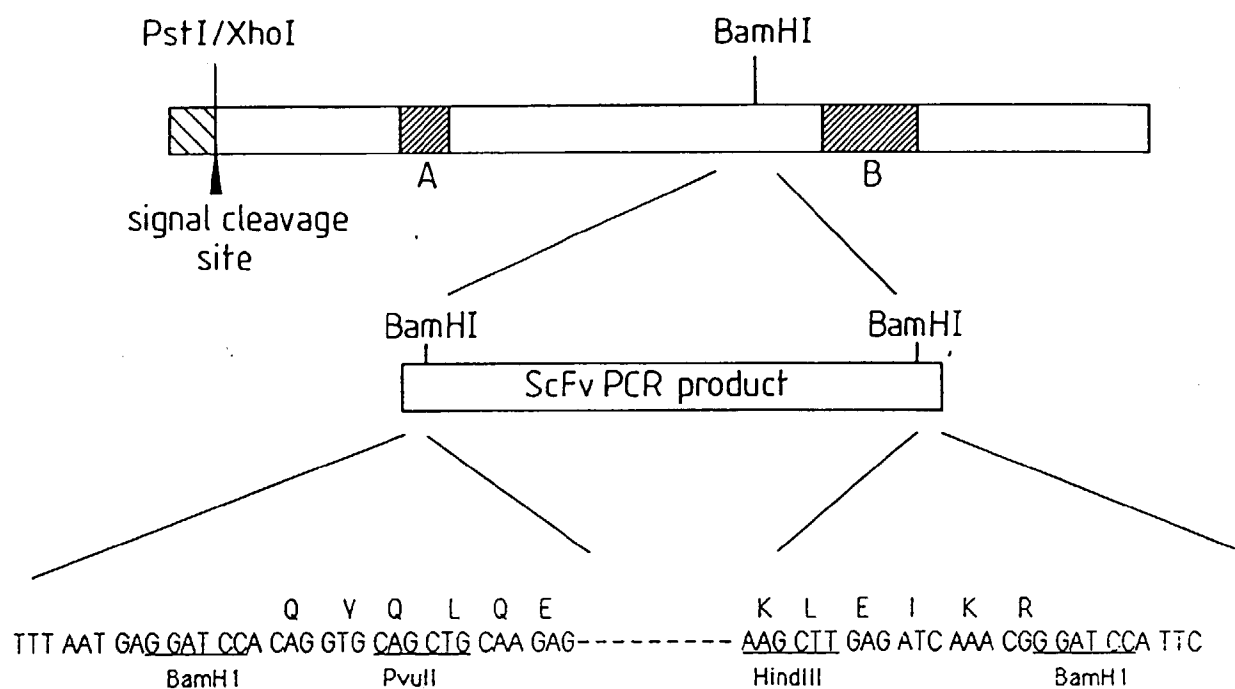 PstI/XhoI BamHI
A B
signal cleavage
site
BamHI BamHI
ScFv PCR product
Q V Q L Q E K L E I K R
TTT AAT GAG GAT CCA CAG GTG CAG CTG CAA GAG---------- AAG CTT GAG ATC AAA CGG GAT CCA TTC
BamH1 PvuII HindIII BamH1